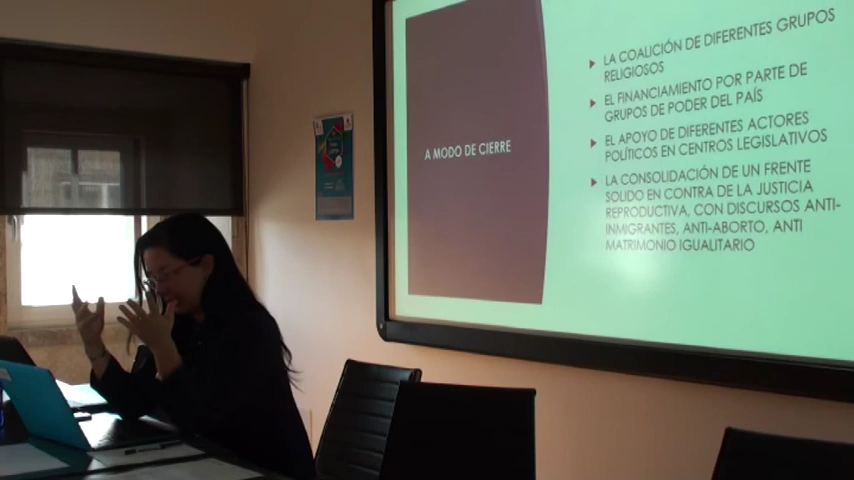 A MODO DE CIERRE
LA COALICIÓN DE DIFERENTES GRUPOS
RELIGIOSOS
EL FINANCIAMIENTO POR PARTE DE
GRUPOS DE PODER DEL PAÍS
EL APOYO DE DIFERENTES ACTORES
POLÍTICOS EN CENTROS LEGISLATIVOS
LA CONSOLIDACIÓN DE UN FRENTE
SOLIDO EN CONTRA DE LA JUSTICIA
REPRODUCTIVA, CON DISCURSOS ANTI-
INMIGRANTES, ANTI-ABORTO, ANTI
MATRIMONIO IGUALITARIO